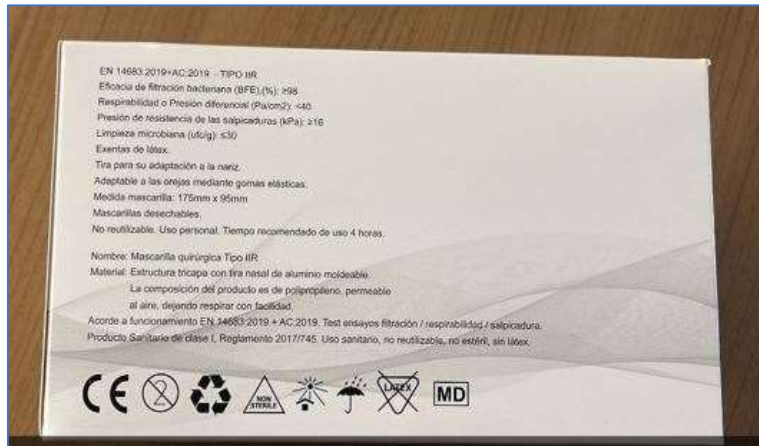 EN 14683:2019+AC:2019 - TIPO IIR
Eficacia de filtración bacteriana (BFE),(%): ≥98
Respirabilidad o Presión diferencial (Pa/cm2): <40
Presión de resistencia de las salpicaduras (kPa): ≥16
Limpieza microbiana (ufc/g): ≤30
Exentas de látex.
Tira para su adaptación a la nariz.
Adaptable a las orejas mediante gomas elásticas.
Medida mascarilla: 175mm x 95mm
Mascarillas desechables.
No reutilizable. Uso personal. Tiempo recomendado de uso 4 horas.
Nombre: Mascarilla quirúrgica Tipo IIR
Material: Estructura tricapa con tira nasal de aluminio moldeable.
La composición del producto es de polipropileno, permeable
al aire, dejando respirar con facilidad.
Acorde a funcionamiento EN 14683:2019 + AC:2019. Test ensayos filtración / respirabilidad / salpicadura.
Producto Sanitario de clase I, Reglamento 2017/745. Uso sanitario, no reutilizable, no estéril, sin látex.
CE 2 NON STERILE LATEX MD